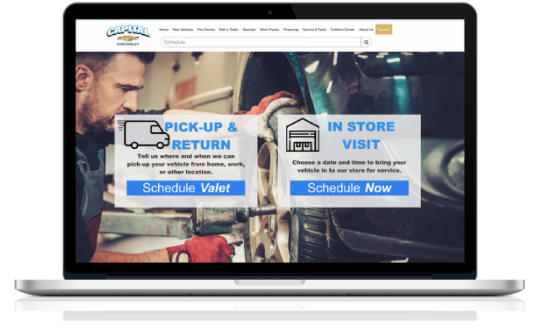 CAPITAL
CHEVROLET
Home New Vehicles Pre-Owned Sell or Trade Specials Work Trucks Financing Service & Parts Collision Center About Us
Schedule
PICK-UP &
RETURN
Tell us where and when we can
pick-up your vehicle from home, work,
or other location.
Schedule Valet
IN STORE
VISIT
Choose a date and time to bring your
vehicle in to our store for service.
Schedule Now